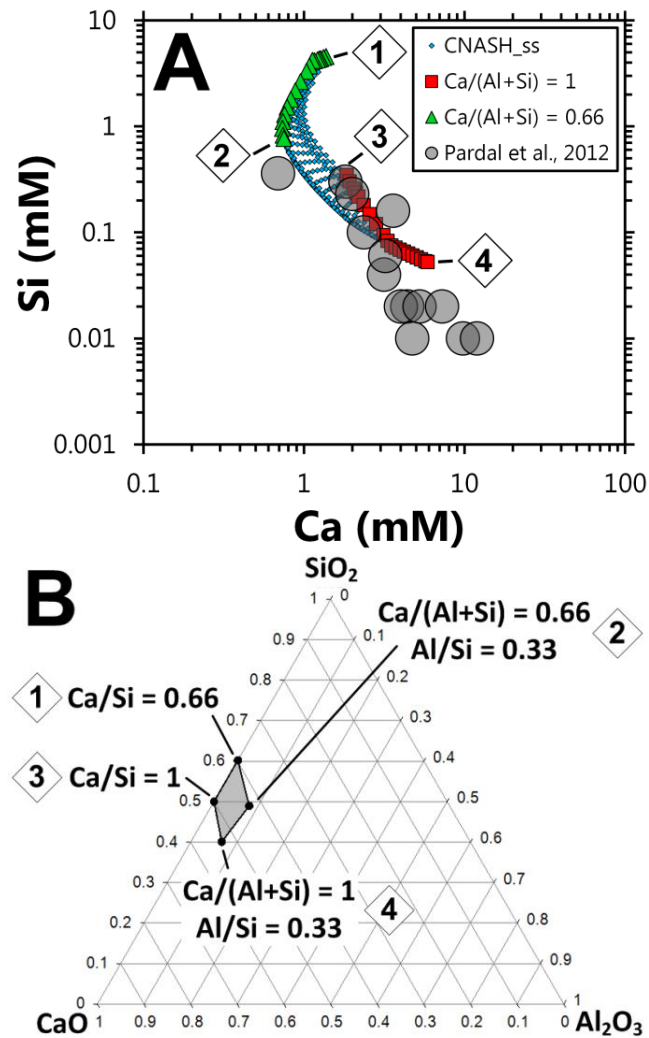 A
1
2
3
4
CNASH_ss
Ca/(Al+Si) = 1
Ca/(Al+Si) = 0.66
Pardal et al., 2012
10
1
0.1
0.01
0.001
Si (mM)
0.1 1 10 100
Ca (mM)
B
SiO₂
1 0
0.9 0.1
0.8 0.2
0.7 0.3
0.6 0.4
0.5 0.5
0.4 0.6
0.3 0.7
0.2 0.8
0.1 0.9
0 1
Ca/(Al+Si) = 0.66
Al/Si = 0.33
2
1 Ca/Si = 0.66
3 Ca/Si = 1
Ca/(Al+Si) = 1
Al/Si = 0.33
4
CaO
1 0.9 0.8 0.7 0.6 0.5 0.4 0.3 0.2 0.1 0
Al₂O₃